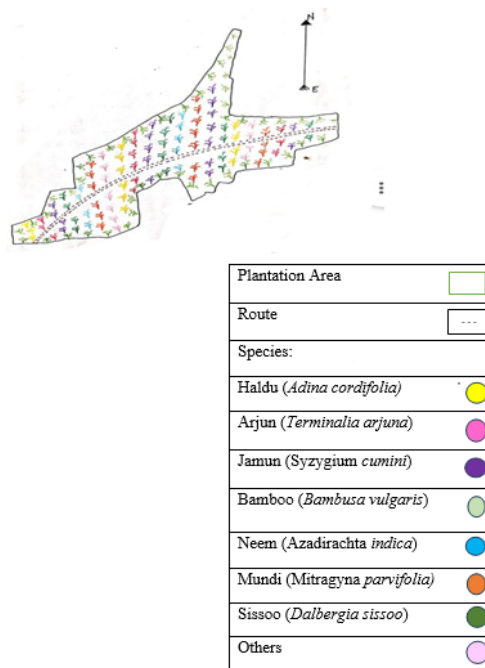 N
E
Plantation Area
Route
Species:
Haldu (Adina cordifolia)
Arjun (Terminalia arjuna)
Jamun (Syzygium cumini)
Bamboo (Bambusa vulgaris)
Neem (Azadirachta indica)
Mundi (Mitragyna parvifolia)
Sissoo (Dalbergia sissoo)
Others